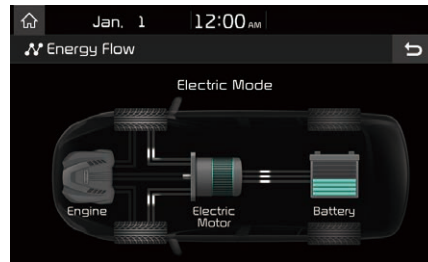 Jan. 1 12:00 AM
Energy Flow
Electric Mode
Engine
Electric
Motor
Battery